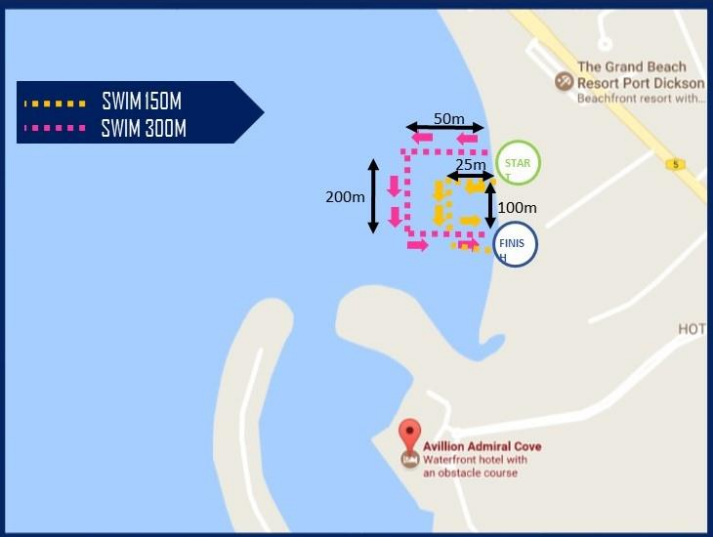 SWIM 150M
SWIM 300M
The Grand Beach
Resort Port Dickson
Beachfront resort with...
50m
25m
STAR
T
5
200m
100m
FINIS
H
HOT
Avillion Admiral Cove
Waterfront hotel with
an obstacle course